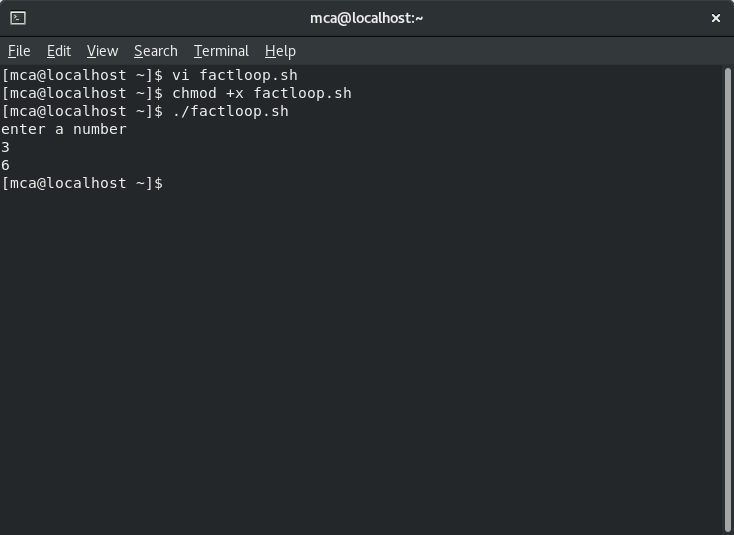 mca@localhost:~
File Edit View Search Terminal Help
[mca@localhost ~]$ vi factloop.sh
[mca@localhost ~]$ chmod +x factloop.sh
[mca@localhost ~]$ ./factloop.sh
enter a number
3
6
[mca@localhost ~]$